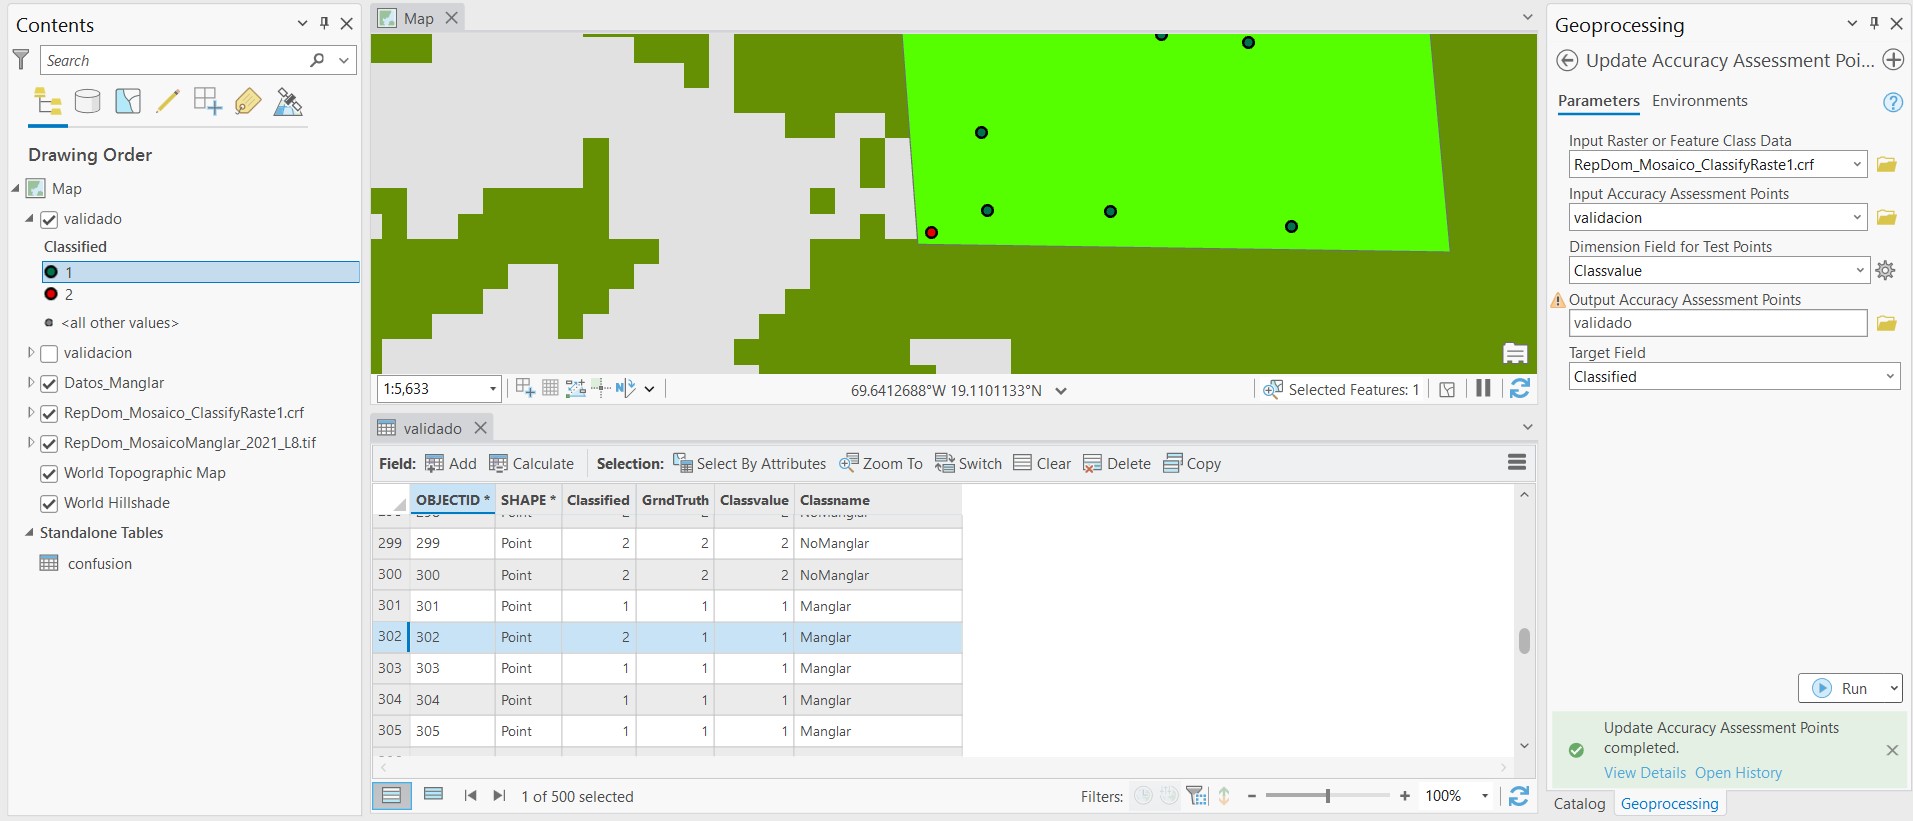 Contents
Search
Drawing Order
Map
validado
Classified
1
2
<all other values>
validacion
Datos_Manglar
RepDom_Mosaico_ClassifyRaste1.crf
RepDom_MosaicoManglar_2021_L8.tif
World Topographic Map
World Hillshade
Standalone Tables
confusion
Map
1:5,633
69.6412688°W 19.1101133°N
Selected Features: 1
validado
Field: Add Calculate Selection: Select By Attributes Zoom To Switch Clear Delete Copy
OBJECTID * SHAPE * Classified GrndTruth Classvalue Classname
299 299 Point 2 2 2 NoManglar
300 300 Point 2 2 2 NoManglar
301 301 Point 1 1 1 Manglar
302 302 Point 2 1 1 Manglar
303 303 Point 1 1 1 Manglar
304 304 Point 1 1 1 Manglar
305 305 Point 1 1 1 Manglar
1 of 500 selected
Filters:
100%
Geoprocessing
Update Accuracy Assessment Poi...
Parameters Environments
Input Raster or Feature Class Data
RepDom_Mosaico_ClassifyRaste1.crf
Input Accuracy Assessment Points
validacion
Dimension Field for Test Points
Classvalue
Output Accuracy Assessment Points
validado
Target Field
Classified
Run
Update Accuracy Assessment Points
completed.
View Details Open History
Catalog Geoprocessing